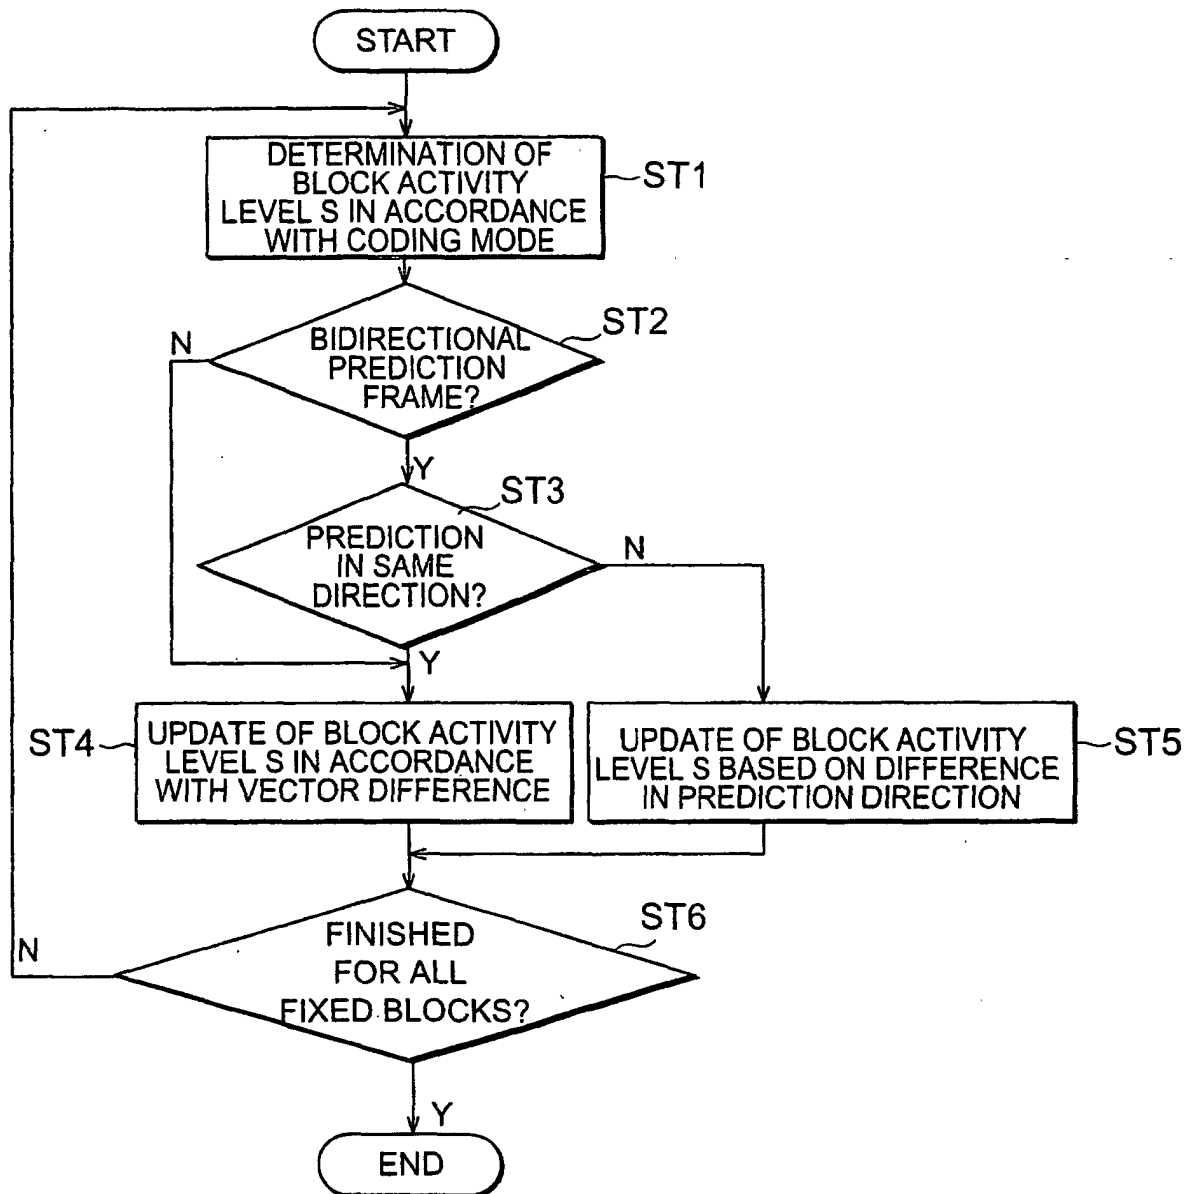 START
DETERMINATION OF
BLOCK ACTIVITY
LEVEL S IN ACCORDANCE
WITH CODING MODE
ST1
BIDIRECTIONAL
PREDICTION
FRAME?
ST2
N
Y
PREDICTION
IN SAME
DIRECTION?
ST3
N
Y
ST4
UPDATE OF BLOCK ACTIVITY
LEVEL S IN ACCORDANCE
WITH VECTOR DIFFERENCE
UPDATE OF BLOCK ACTIVITY
LEVEL S BASED ON DIFFERENCE
IN PREDICTION DIRECTION
ST5
FINISHED
FOR ALL
FIXED BLOCKS?
ST6
N
Y
END